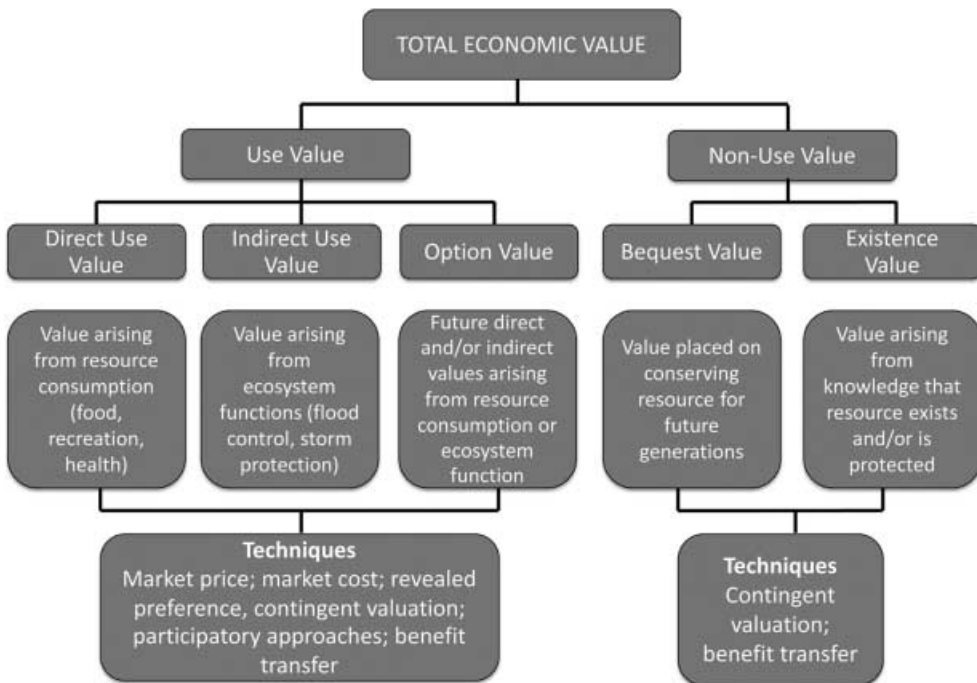 TOTAL ECONOMIC VALUE
Use Value
Non-Use Value
Direct Use
Value
Indirect Use
Value
Option Value
Bequest Value
Existence
Value
Value arising
from resource
consumption
(food,
recreation,
health)
Value arising
from
ecosystem
functions (flood
control, storm
protection)
Future direct
and/or indirect
values arising
from resource
consumption or
ecosystem
function
Value placed on
conserving
resource for
future
generations
Value arising
from
knowledge that
resource exists
and/or is
protected
Techniques
Market price; market cost; revealed
preference, contingent valuation;
participatory approaches; benefit
transfer
Techniques
Contingent
valuation;
benefit transfer